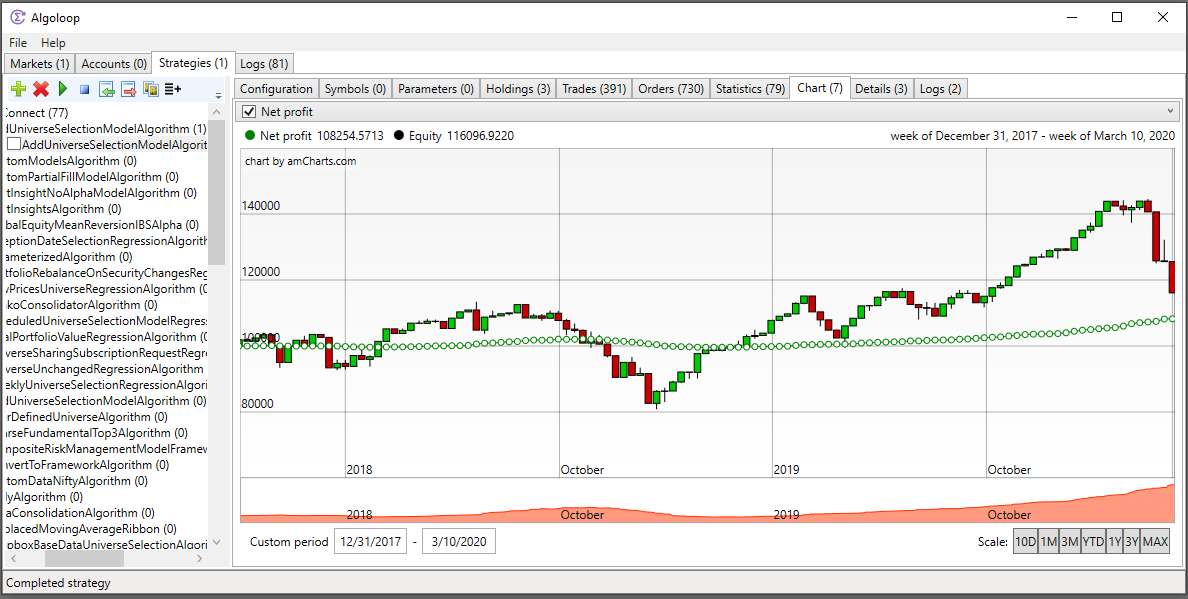 Algoloop
File Help
Markets (1) Accounts (0) Strategies (1) Logs (81)
Configuration Symbols (0) Parameters (0) Holdings (3) Trades (391) Orders (730) Statistics (79) Chart (7) Details (3) Logs (2)
Connect (77)
dUniverseSelectionModelAlgorithm (1)
AddUniverseSelectionModelAlgorit
tomModelsAlgorithm (0)
tomPartialFillModelAlgorithm (0)
tInsightNoAlphaModelAlgorithm (0)
tInsightsAlgorithm (0)
balEquityMeanReversionIBSAlpha (0)
eptionDateSelectionRegressionAlgorith
ameterizedAlgorithm (0)
tfolioRebalanceOnSecurityChangesReg
vPricesUniverseRegressionAlgorithm (0
koConsolidatorAlgorithm (0)
eduledUniverseSelectionModelRegress
alPortfolioValueRegressionAlgorithm (0
verseSharingSubscriptionRequestRegre
verseUnchangedRegressionAlgorithm
eklyUniverseSelectionRegressionAlgori
dUniverseSelectionModelAlgorithm (0)
rDefinedUniverseAlgorithm (0)
arseFundamentalTop3Algorithm (0)
mpositeRiskManagementModelFramew
nvertToFrameworkAlgorithm (0)
tomDataNiftyAlgorithm (0)
lyAlgorithm (0)
aConsolidationAlgorithm (0)
placedMovingAverageRibbon (0)
pboxBaseDataUniverseSelectionAlgori
Net profit
Net profit 108254.5713 Equity 116096.9220 week of December 31, 2017 - week of March 10, 2020
chart by amCharts.com
140000
120000
100000
80000
2018 October 2019 October
2018 October 2019 October
Custom period 12/31/2017 - 3/10/2020 Scale: 10D 1M 3M YTD 1Y 3Y MAX
Completed strategy